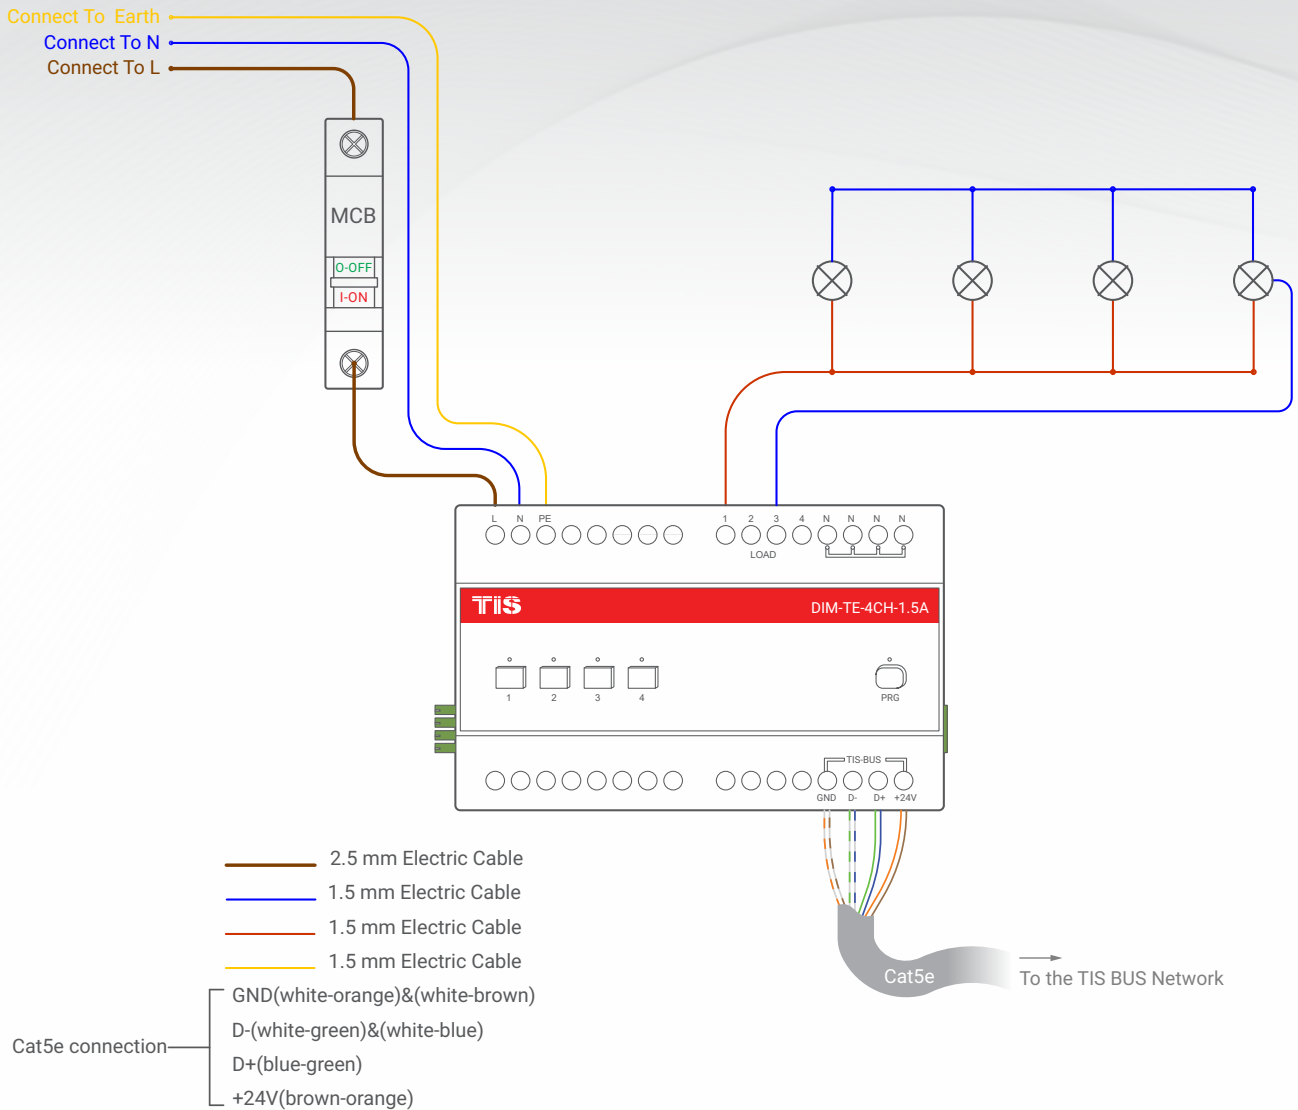 Connect To Earth
Connect To N
Connect To L
MCB
O-OFF
I-ON
L N PE 1 2 3 4 N N N N
LOAD
TIS DIM-TE-4CH-1.5A
1 2 3 4 PRG
TIS-BUS
GND D- D+ +24V
2.5 mm Electric Cable
1.5 mm Electric Cable
1.5 mm Electric Cable
1.5 mm Electric Cable
Cat5e
To the TIS BUS Network
Cat5e connection
GND(white-orange)&(white-brown)
D-(white-green)&(white-blue)
D+(blue-green)
+24V(brown-orange)